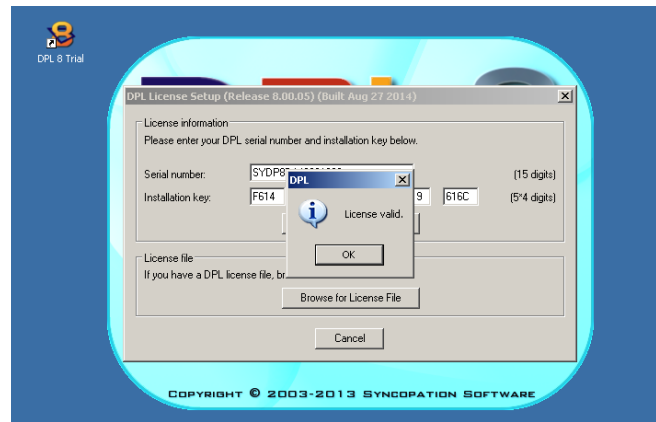 DPL 8 Trial
DPL License Setup (Release 8.00.05) (Built Aug 27 2014)
License information
Please enter your DPL serial number and installation key below.
Serial number:
(15 digits)
DPL
Installation key:
F614
9
616C
(5*4 digits)
License valid.
OK
License file
If you have a DPL license file, br
Browse for License File
Cancel
COPYRIGHT © 2003-2013 SYNCOPATION SOFTWARE